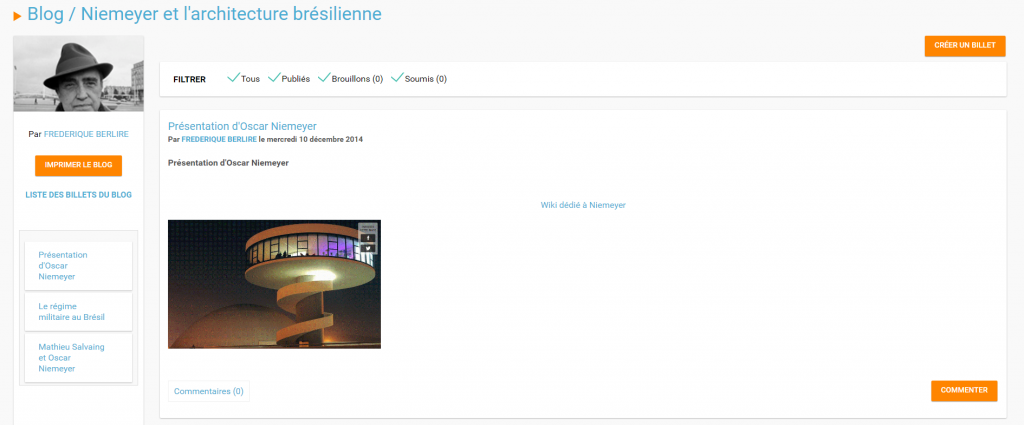 Blog / Niemeyer et l'architecture brésilienne
CRÉER UN BILLET
FILTRER Tous Publiés Brouillons (0) Soumis (0)
Par FREDERIQUE BERLIRE
IMPRIMER LE BLOG
LISTE DES BILLETS DU BLOG
Présentation
d'Oscar
Niemeyer
Le régime
militaire au Brésil
Mathieu Salvaing
et Oscar
Niemeyer
Présentation d'Oscar Niemeyer
Par FREDERIQUE BERLIRE le mercredi 10 décembre 2014
Présentation d'Oscar Niemeyer
Wiki dédié à Niemeyer
Commentaires (0)
COMMENTER